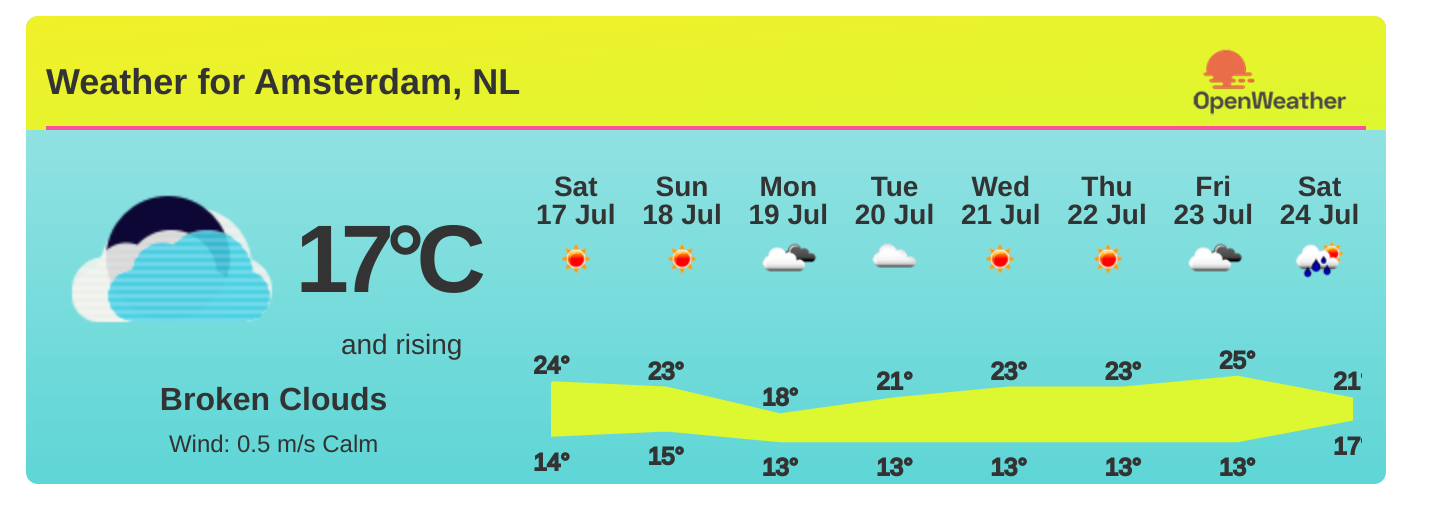 Weather for Amsterdam, NL
OpenWeather
Sat Sun Mon Tue Wed Thu Fri Sat
17 Jul 18 Jul 19 Jul 20 Jul 21 Jul 22 Jul 23 Jul 24 Jul
17°C
and rising
Broken Clouds
Wind: 0.5 m/s Calm
24° 23° 18° 21° 23° 23° 25° 21°
14° 15° 13° 13° 13° 13° 13° 17°